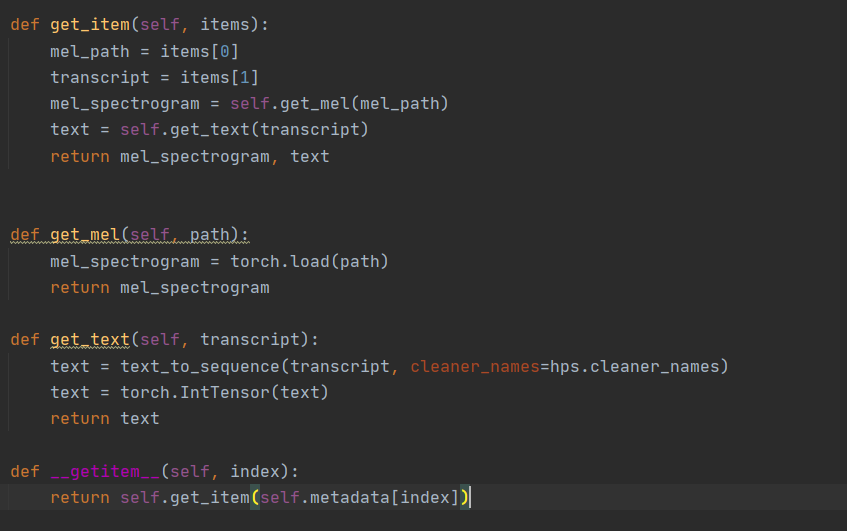 def get_item(self, items):
    mel_path = items[0]
    transcript = items[1]
    mel_spectrogram = self.get_mel(mel_path)
    text = self.get_text(transcript)
    return mel_spectrogram, text
def get_mel(self, path):
    mel_spectrogram = torch.load(path)
    return mel_spectrogram
def get_text(self, transcript):
    text = text_to_sequence(transcript, cleaner_names=hps.cleaner_names)
    text = torch.IntTensor(text)
    return text
def __getitem__(self, index):
    return self.get_item(self.metadata[index])